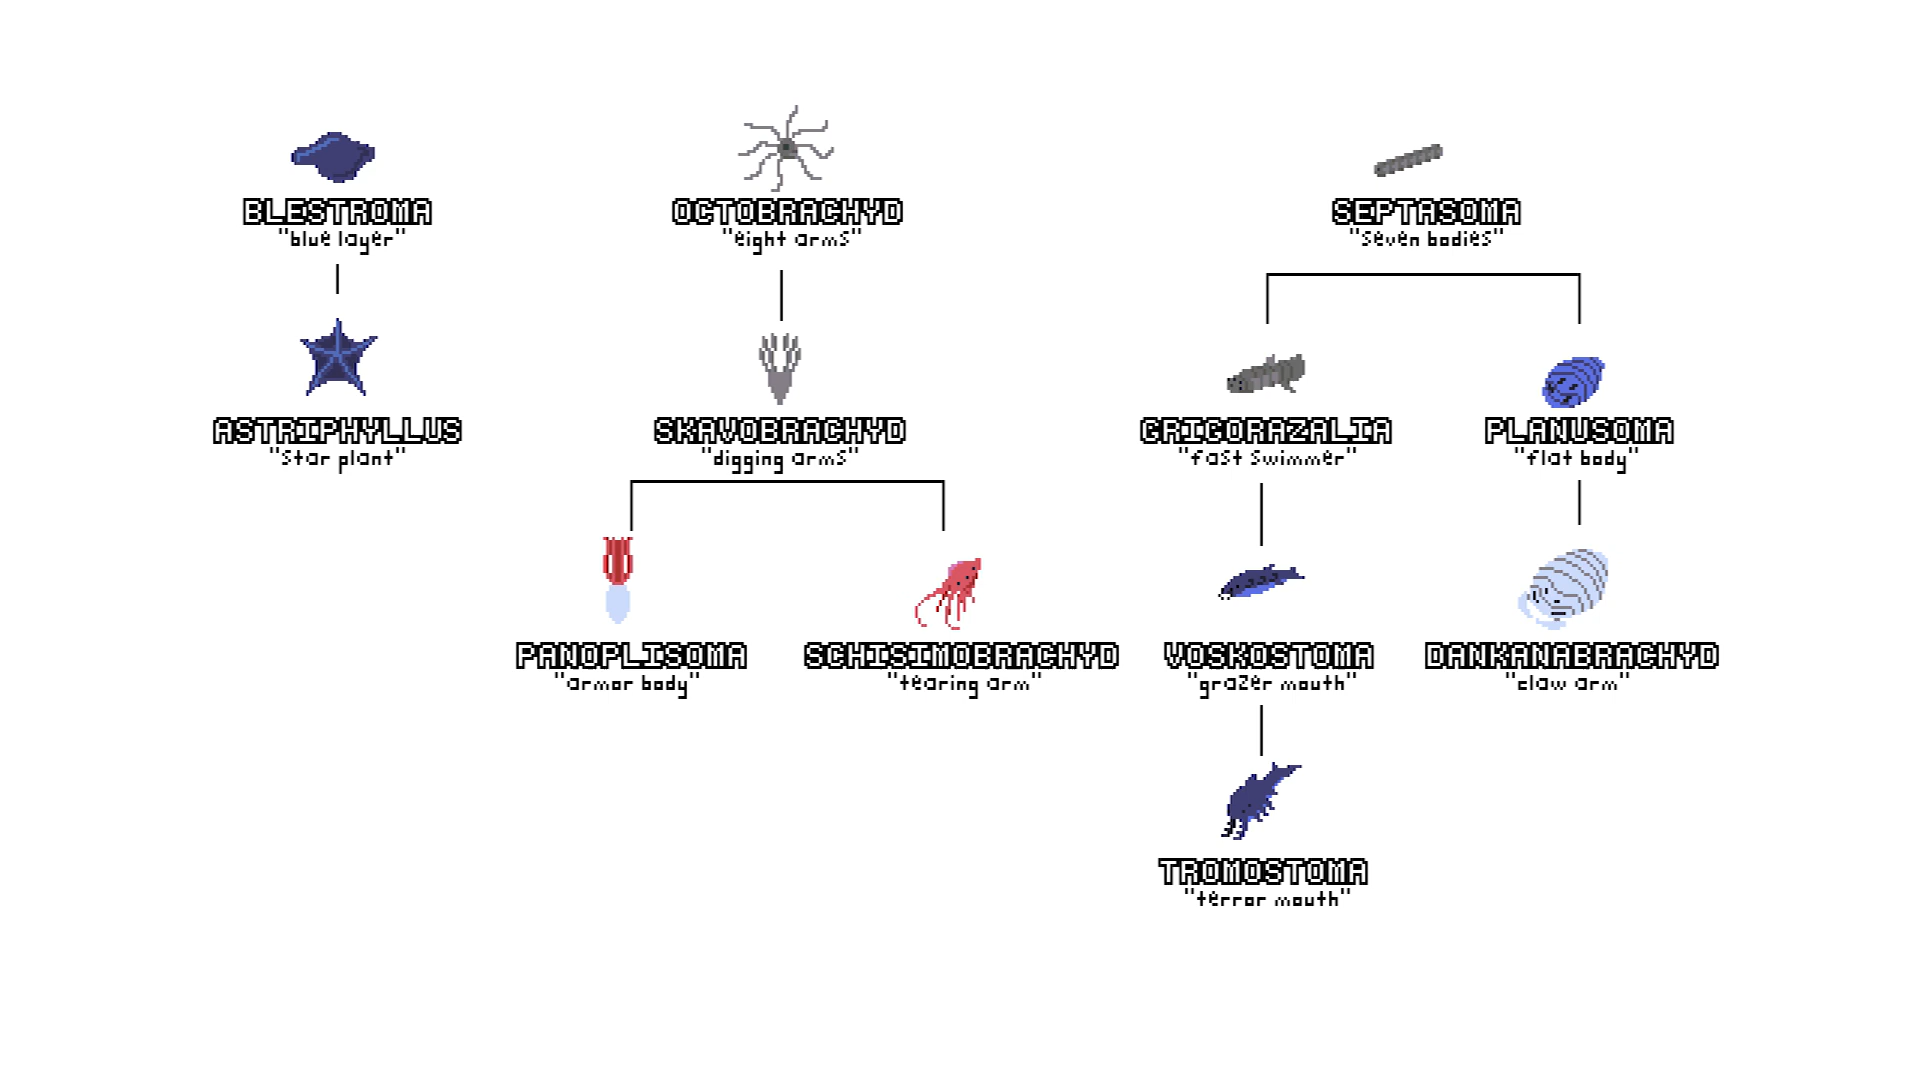 BLESTROMA
"blue layer"
OCTOBRACHYD
"eight arms"
SEPTASOMA
"seven bodies"
ASTRIPHYLLUS
"star plant"
SKAVOBRACHYD
"digging arms"
GRIGORAZALIA
"fast swimmer"
PLANUSOMA
"flat body"
PANOPLISOMA
"armor body"
SCHISIMOBRACHYD
"tearing arm"
VOSKOSTOMA
"grazer mouth"
DANKANABRACHYD
"claw arm"
TROMOSTOMA
"terror mouth"